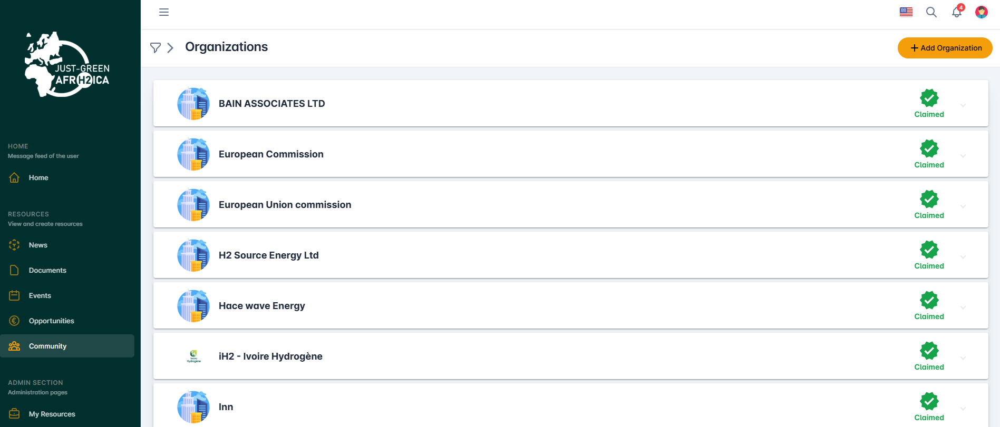 JUST-GREEN
AFRH2ICA
HOME
Message feed of the user
Home
RESOURCES
View and create resources
News
Documents
Events
Opportunities
Community
ADMIN SECTION
Administration pages
My Resources
4
Organizations
+ Add Organization
BAIN ASSOCIATES LTD
Claimed
European Commission
Claimed
European Union commission
Claimed
H2 Source Energy Ltd
Claimed
Hace wave Energy
Claimed
Ivoire
Hydrogène
iH2 - Ivoire Hydrogène
Claimed
Inn
Claimed